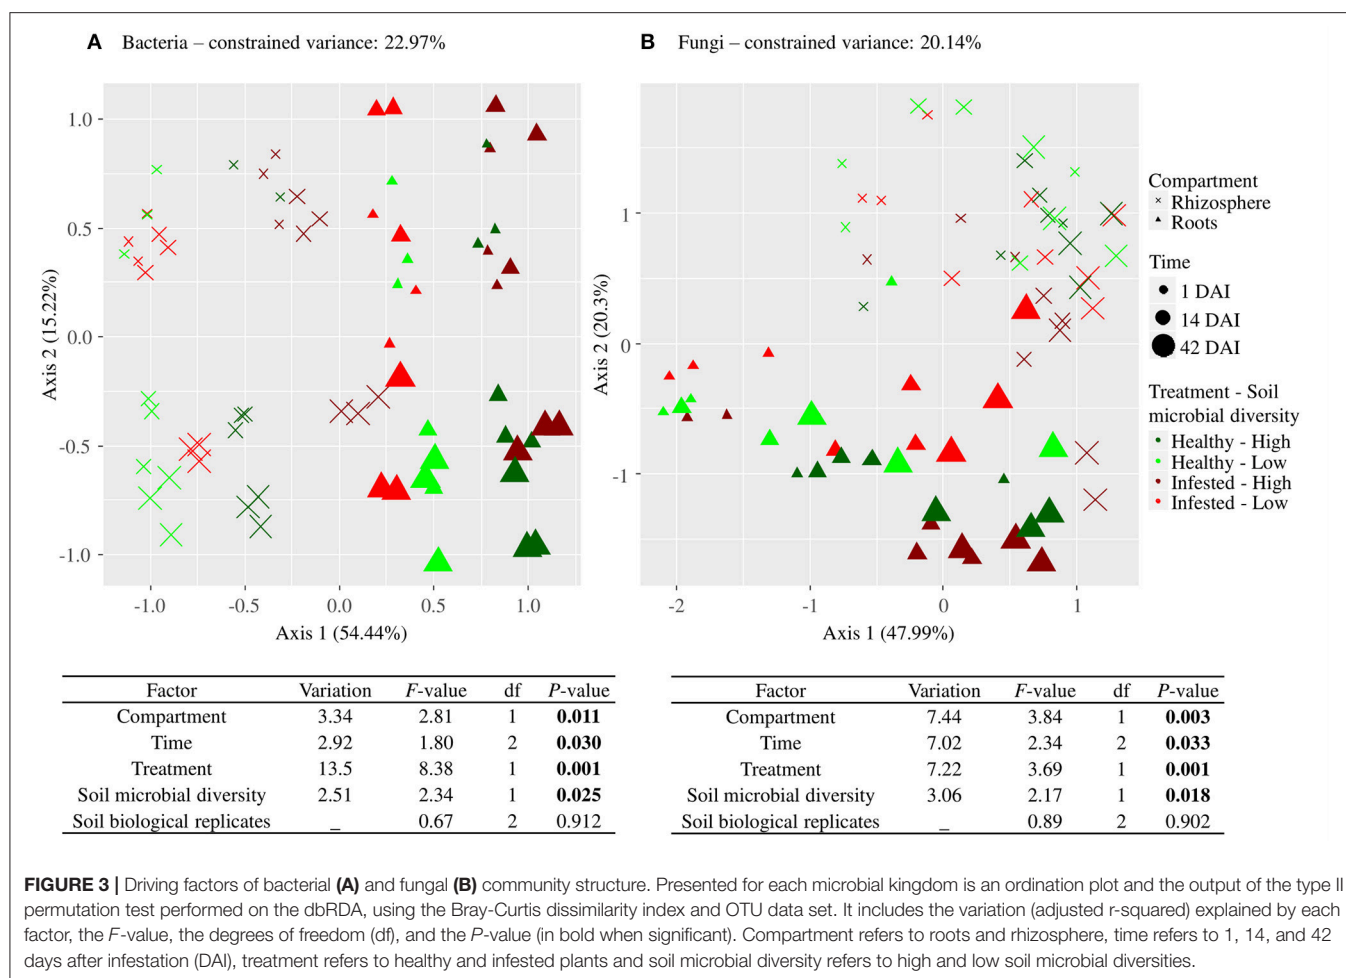 A Bacteria – constrained variance: 22.97%
1.0
0.5
0.0
-0.5
-1.0
Axis 2 (15.22%)
-1.0 -0.5 0.0 0.5 1.0
Axis 1 (54.44%)
B Fungi – constrained variance: 20.14%
1
0
-1
Axis 2 (20.3%)
-2 -1 0 1
Axis 1 (47.99%)
Compartment
Rhizosphere
Roots
Time
1 DAI
14 DAI
42 DAI
Treatment - Soil
microbial diversity
Healthy - High
Healthy - Low
Infested - High
Infested - Low
Factor Variation F-value df P-value
Compartment 3.34 2.81 1 0.011
Time 2.92 1.80 2 0.030
Treatment 13.5 8.38 1 0.001
Soil microbial diversity 2.51 2.34 1 0.025
Soil biological replicates _ 0.67 2 0.912
Factor Variation F-value df P-value
Compartment 7.44 3.84 1 0.003
Time 7.02 2.34 2 0.033
Treatment 7.22 3.69 1 0.001
Soil microbial diversity 3.06 2.17 1 0.018
Soil biological replicates _ 0.89 2 0.902
FIGURE 3 | Driving factors of bacterial (A) and fungal (B) community structure. Presented for each microbial kingdom is an ordination plot and the output of the type II
permutation test performed on the dbRDA, using the Bray-Curtis dissimilarity index and OTU data set. It includes the variation (adjusted r-squared) explained by each
factor, the F-value, the degrees of freedom (df), and the P-value (in bold when significant). Compartment refers to roots and rhizosphere, time refers to 1, 14, and 42
days after infestation (DAI), treatment refers to healthy and infested plants and soil microbial diversity refers to high and low soil microbial diversities.